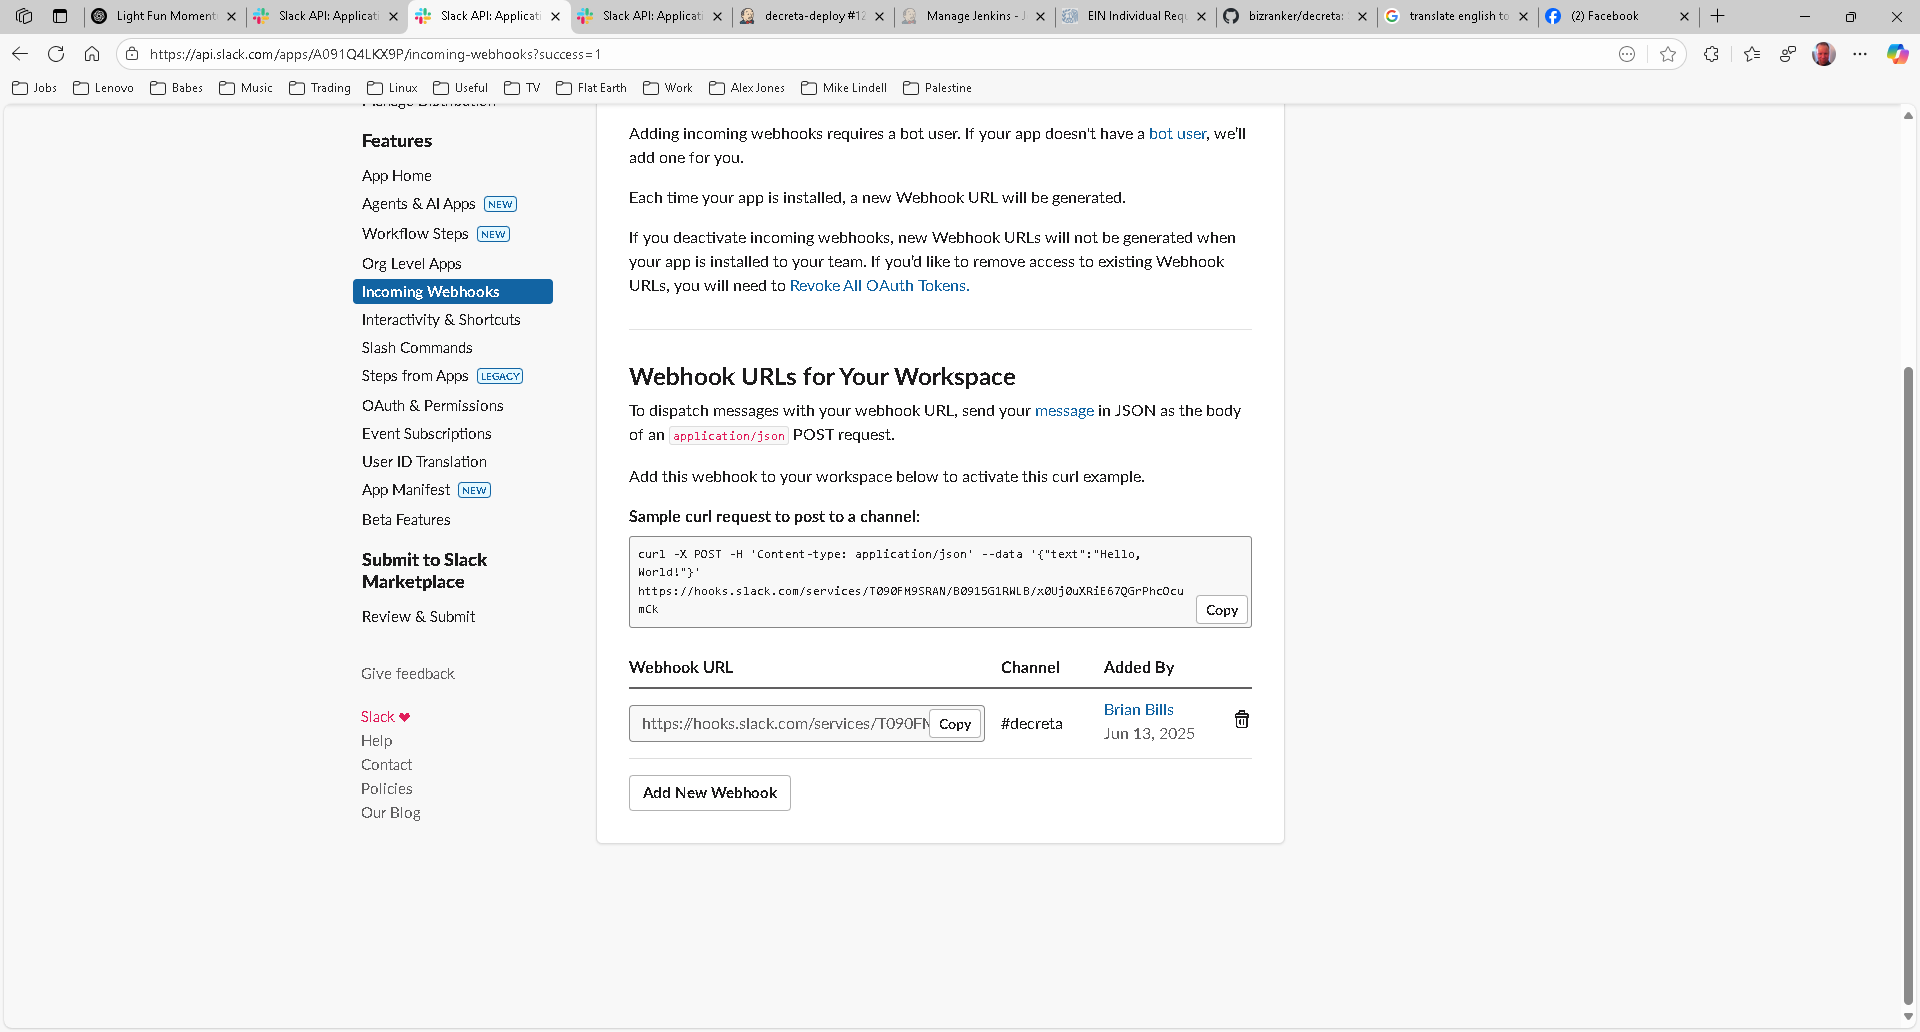 Light Fun Moment
Slack API: Applicati
Slack API: Applicati
Slack API: Applicati
decreta-deploy #12
Manage Jenkins - J
EIN Individual Requ
bizranker/decreta:
translate english to
(2) Facebook
https://api.slack.com/apps/A091Q4LKX9P/incoming-webhooks?success=1
Jobs
Lenovo
Babes
Music
Trading
Linux
Useful
TV
Flat Earth
Work
Alex Jones
Mike Lindell
Palestine
Manage Distribution
Features
App Home
Agents & AI Apps NEW
Workflow Steps NEW
Org Level Apps
Incoming Webhooks
Interactivity & Shortcuts
Slash Commands
Steps from Apps LEGACY
OAuth & Permissions
Event Subscriptions
User ID Translation
App Manifest NEW
Beta Features
Submit to Slack
Marketplace
Review & Submit
Give feedback
Slack ❤
Help
Contact
Policies
Our Blog
Adding incoming webhooks requires a bot user. If your app doesn't have a bot user, we'll
add one for you.
Each time your app is installed, a new Webhook URL will be generated.
If you deactivate incoming webhooks, new Webhook URLs will not be generated when
your app is installed to your team. If you'd like to remove access to existing Webhook
URLs, you will need to Revoke All OAuth Tokens.
Webhook URLs for Your Workspace
To dispatch messages with your webhook URL, send your message in JSON as the body
of an application/json POST request.
Add this webhook to your workspace below to activate this curl example.
Sample curl request to post to a channel:
curl -X POST -H 'Content-type: application/json' --data '{"text":"Hello,
World!"}'
https://hooks.slack.com/services/T090FM9SRAN/B0915G1RWLB/x0Uj0uXRiE67QGrPhcOcu
mCk
Copy
Webhook URL Channel Added By
https://hooks.slack.com/services/T090FM Copy #decreta Brian Bills
Jun 13, 2025
Add New Webhook